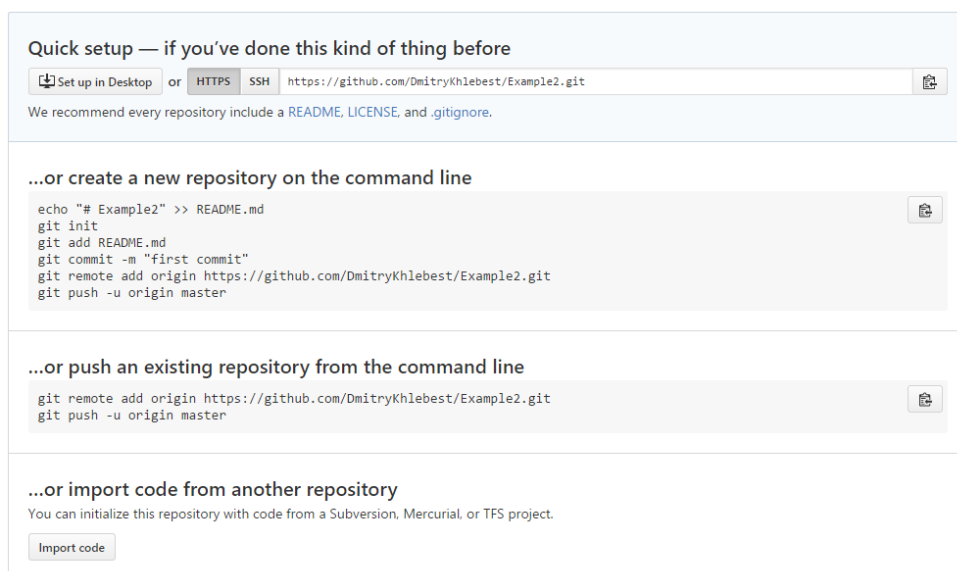 Quick setup — if you've done this kind of thing before
Set up in Desktop or HTTPS SSH https://github.com/DmitryKhlebest/Example2.git
We recommend every repository include a README, LICENSE, and .gitignore.
...or create a new repository on the command line
echo "# Example2" >> README.md
git init
git add README.md
git commit -m "first commit"
git remote add origin https://github.com/DmitryKhlebest/Example2.git
git push -u origin master
...or push an existing repository from the command line
git remote add origin https://github.com/DmitryKhlebest/Example2.git
git push -u origin master
...or import code from another repository
You can initialize this repository with code from a Subversion, Mercurial, or TFS project.
Import code